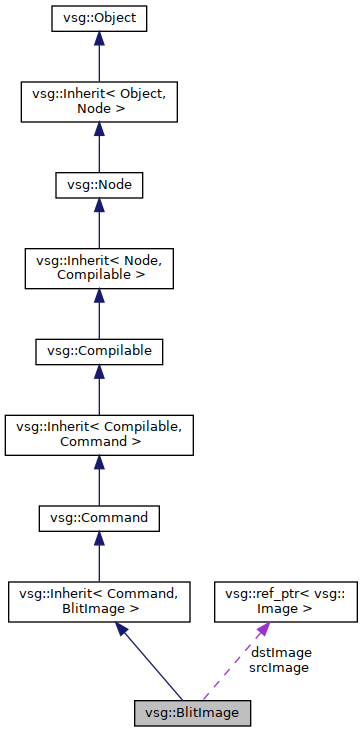 vsg::Object
vsg::Inherit< Object,
Node >
vsg::Node
vsg::Inherit< Node,
Compilable >
vsg::Compilable
vsg::Inherit< Compilable,
Command >
vsg::Command
vsg::Inherit< Command,
BlitImage >
vsg::ref_ptr< vsg::
Image >
dstImage
srcImage
vsg::BlitImage